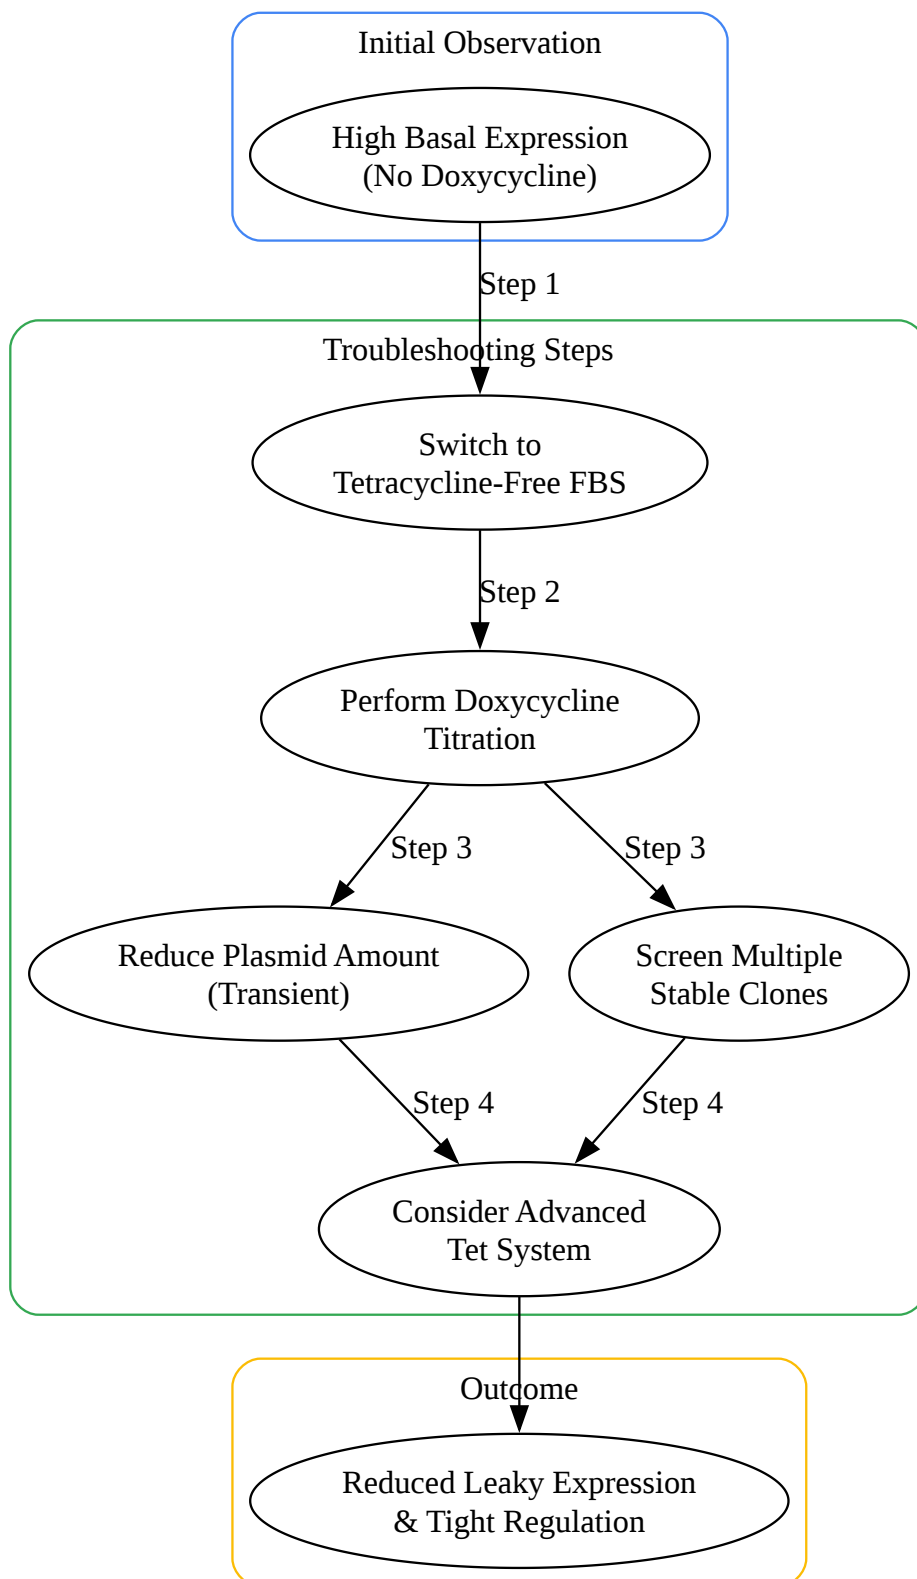 Initial Observation
High Basal Expression
(No Doxycycline)
Step 1
Troubleshooting Steps
Switch to
Tetracycline-Free FBS
Step 2
Perform Doxycycline
Titration
Step 3
Step 3
Reduce Plasmid Amount
(Transient)
Screen Multiple
Stable Clones
Step 4
Step 4
Consider Advanced
Tet System
Outcome
Reduced Leaky Expression
& Tight Regulation